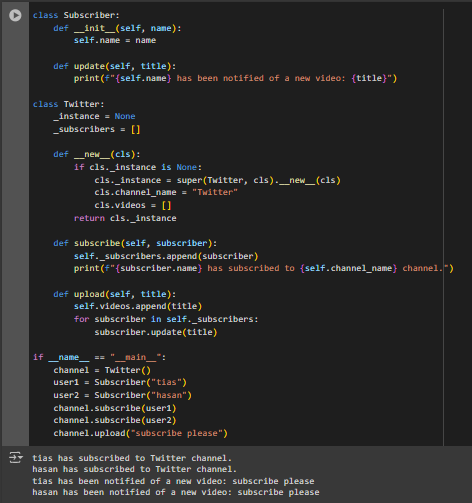 class Subscriber:
    def __init__(self, name):
        self.name = name

    def update(self, title):
        print(f"{self.name} has been notified of a new video: {title}")

class Twitter:
    _instance = None
    _subscribers = []

    def __new__(cls):
        if cls._instance is None:
            cls._instance = super(Twitter, cls).__new__(cls)
            cls.channel_name = "Twitter"
            cls.videos = []
        return cls._instance

    def subscribe(self, subscriber):
        self._subscribers.append(subscriber)
        print(f"{subscriber.name} has subscribed to {self.channel_name} channel.")

    def upload(self, title):
        self.videos.append(title)
        for subscriber in self._subscribers:
            subscriber.update(title)

if __name__ == "__main__":
    channel = Twitter()
    user1 = Subscriber("tias")
    user2 = Subscriber("hasan")
    channel.subscribe(user1)
    channel.subscribe(user2)
    channel.upload("subscribe please")

tias has subscribed to Twitter channel.
hasan has subscribed to Twitter channel.
tias has been notified of a new video: subscribe please
hasan has been notified of a new video: subscribe please